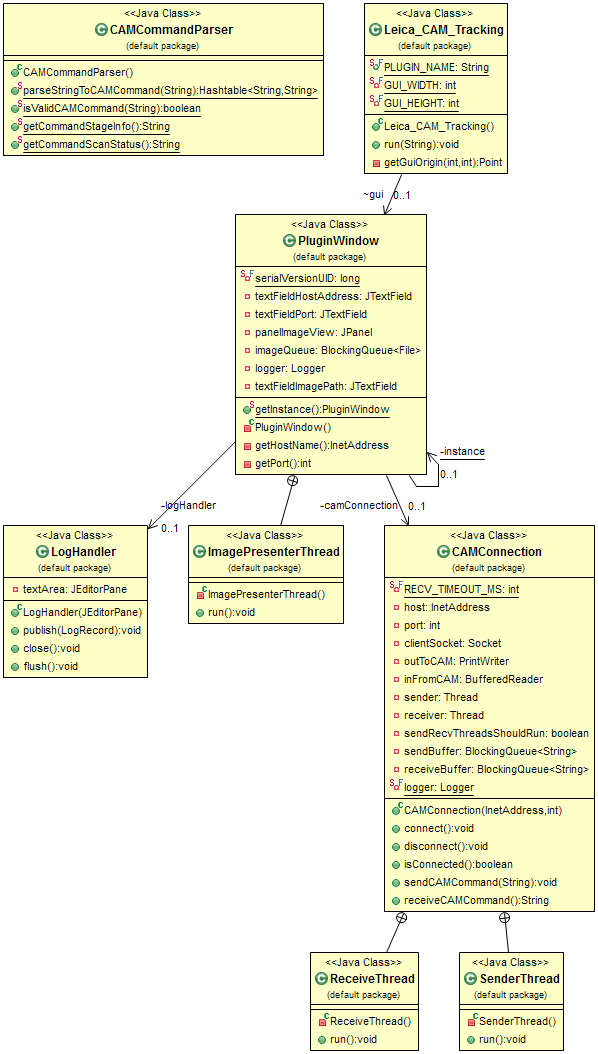 <<Java Class>>
CAMCommandParser
(default package)
CAMCommandParser()
parseStringToCAMCommand(String):Hashtable<String,String>
isValidCAMCommand(String):boolean
getCommandStageInfo():String
getCommandScanStatus():String
<<Java Class>>
Leica_CAM_Tracking
(default package)
PLUGIN_NAME: String
GUI_WIDTH: int
GUI_HEIGHT: int
Leica_CAM_Tracking()
run(String):void
getGuiOrigin(int,int):Point
~gui 0..1
<<Java Class>>
PluginWindow
(default package)
serialVersionUID: long
textFieldHostAddress: JTextField
textFieldPort: JTextField
panelImageView: JPanel
imageQueue: BlockingQueue<File>
logger: Logger
textFieldImagePath: JTextField
getInstance():PluginWindow
PluginWindow()
getHostName():InetAddress
getPort():int
-instance
0..1
-logHandler
0..1
-camConnection 0..1
<<Java Class>>
LogHandler
(default package)
textArea: JEditorPane
LogHandler(JEditorPane)
publish(LogRecord):void
close():void
flush():void
<<Java Class>>
ImagePresenterThread
(default package)
ImagePresenterThread()
run():void
<<Java Class>>
CAMConnection
(default package)
RECV_TIMEOUT_MS: int
host: InetAddress
port: int
clientSocket: Socket
outToCAM: PrintWriter
inFromCAM: BufferedReader
sender: Thread
receiver: Thread
sendRecvThreadsShouldRun: boolean
sendBuffer: BlockingQueue<String>
receiveBuffer: BlockingQueue<String>
logger: Logger
CAMConnection(InetAddress,int)
connect():void
disconnect():void
isConnected():boolean
sendCAMCommand(String):void
receiveCAMCommand():String
<<Java Class>>
ReceiveThread
(default package)
ReceiveThread()
run():void
<<Java Class>>
SenderThread
(default package)
SenderThread()
run():void